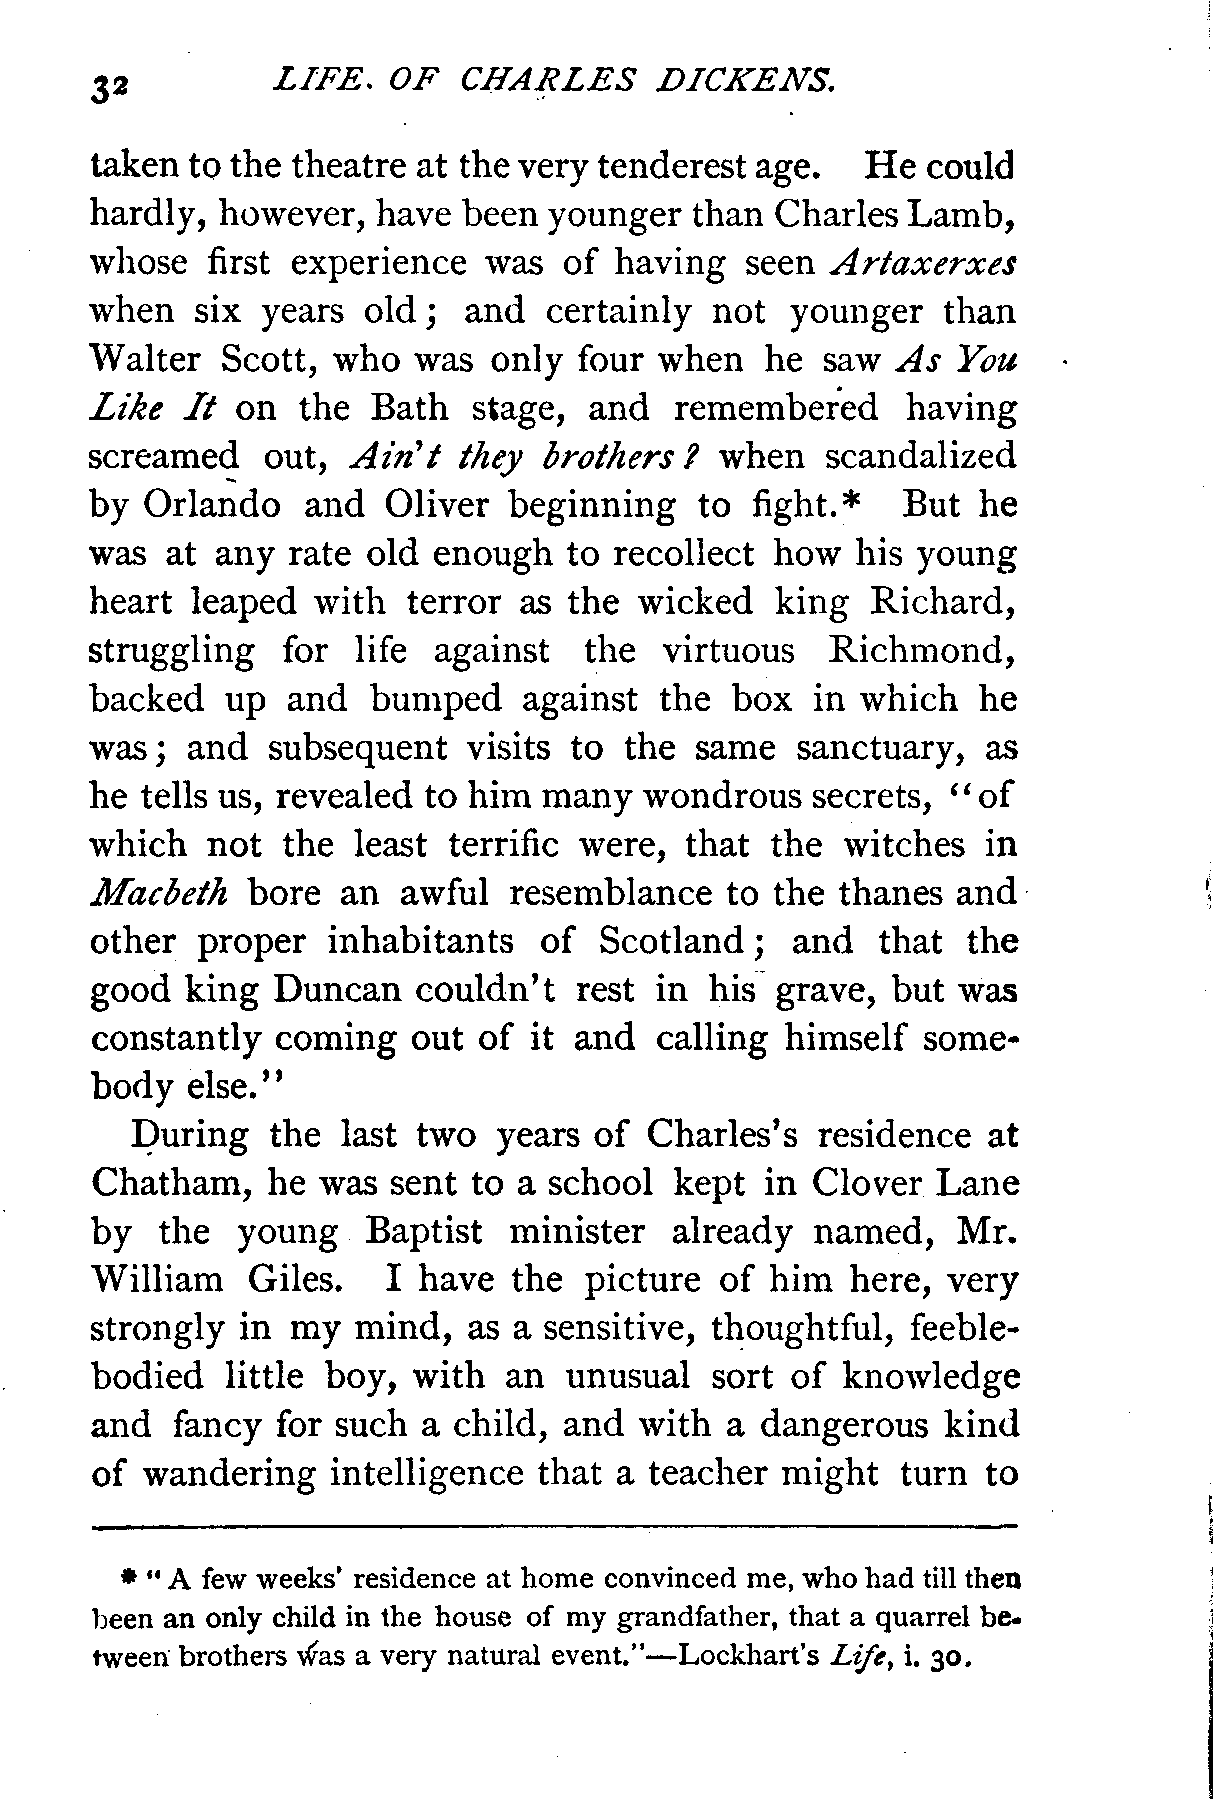 32 LIFE OF CHARLES DICKENS.
taken to the theatre at the very tenderest age. He could
hardly, however, have been younger than Charles Lamb,
whose first experience was of having seen Artaxerxes
when six years old; and certainly not younger than
Walter Scott, who was only four when he saw As You
Like It on the Bath stage, and remembered having
screamed out, Ain't they brothers? when scandalized
by Orlando and Oliver beginning to fight.* But he
was at any rate old enough to recollect how his young
heart leaped with terror as the wicked king Richard,
struggling for life against the virtuous Richmond,
backed up and bumped against the box in which he
was; and subsequent visits to the same sanctuary, as
he tells us, revealed to him many wondrous secrets, "of
which not the least terrific were, that the witches in
Macbeth bore an awful resemblance to the thanes and
other proper inhabitants of Scotland; and that the
good king Duncan couldn't rest in his grave, but was
constantly coming out of it and calling himself some-
body else."
During the last two years of Charles's residence at
Chatham, he was sent to a school kept in Clover Lane
by the young Baptist minister already named, Mr.
William Giles. I have the picture of him here, very
strongly in my mind, as a sensitive, thoughtful, feeble-
bodied little boy, with an unusual sort of knowledge
and fancy for such a child, and with a dangerous kind
of wandering intelligence that a teacher might turn to
* "A few weeks' residence at home convinced me, who had till then
been an only child in the house of my grandfather, that a quarrel be-
tween brothers was a very natural event."—Lockhart's Life, i. 30.